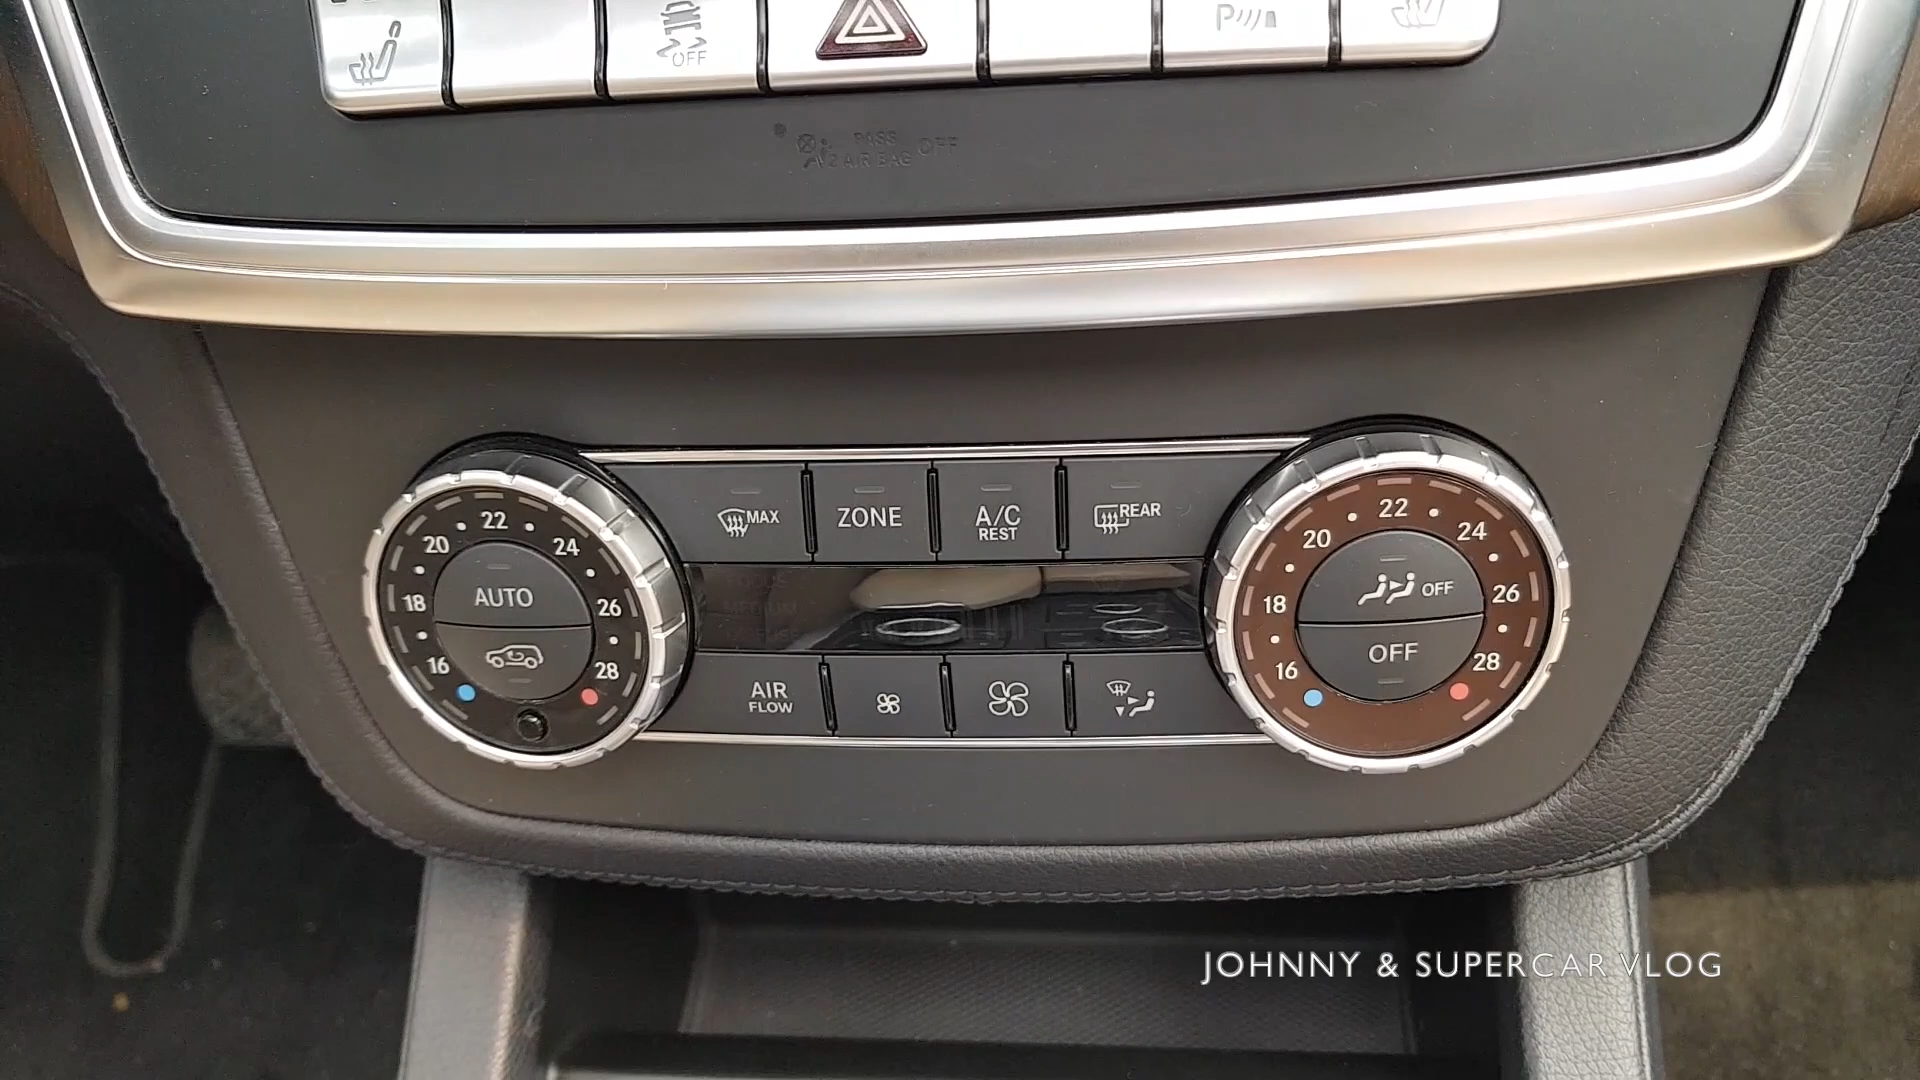 OFF
P
PASS
AIR BAG OFF
MAX
ZONE
A/C
REST
REAR
16 18 20 22 24 26 28
AUTO
16 18 20 22 24 26 28
OFF
OFF
AIR
FLOW
JOHNNY & SUPERCAR VLOG